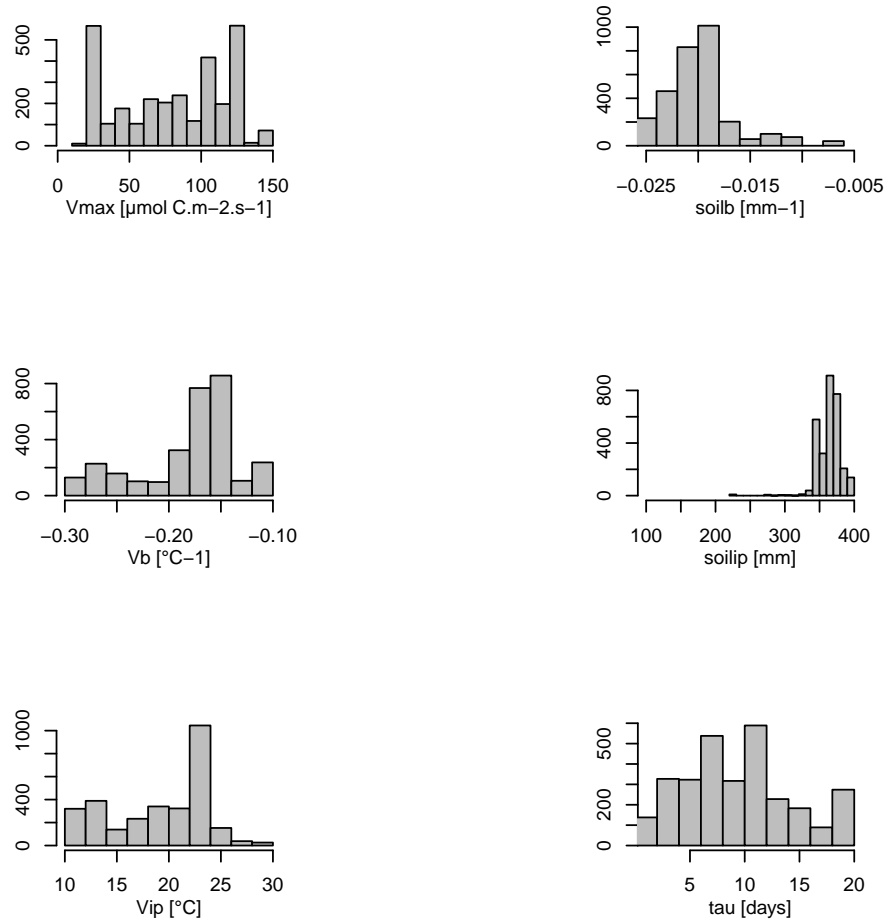 0 200 500
0 50 100 150
Vmax [µmol C.m−2.s−1]
0 400 1000
−0.025 −0.015 −0.005
soilb [mm−1]
0 400 800
−0.30 −0.20 −0.10
Vb [°C−1]
0 400 800
100 200 300 400
soilip [mm]
0 400 1000
10 15 20 25 30
Vip [°C]
0 200 500
5 10 15 20
tau [days]